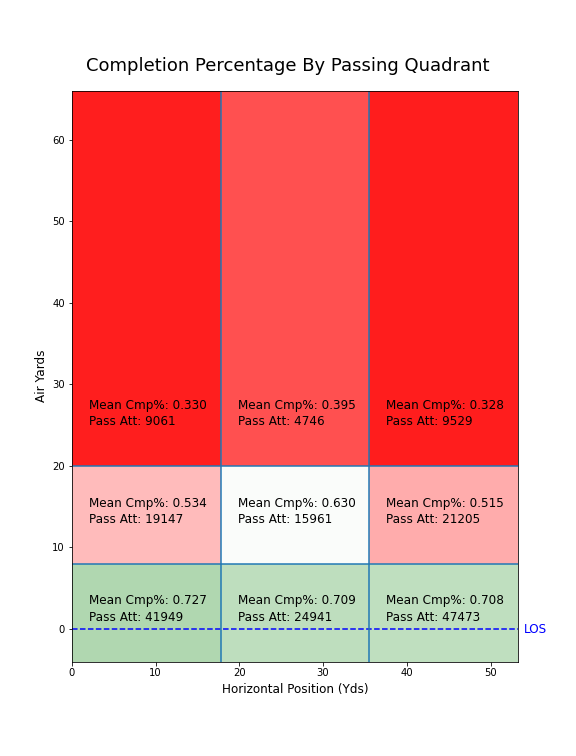 Completion Percentage By Passing Quadrant
60
50
40
30
20
10
0
Air Yards
Mean Cmp%: 0.330
Pass Att: 9061
Mean Cmp%: 0.395
Pass Att: 4746
Mean Cmp%: 0.328
Pass Att: 9529
Mean Cmp%: 0.534
Pass Att: 19147
Mean Cmp%: 0.630
Pass Att: 15961
Mean Cmp%: 0.515
Pass Att: 21205
Mean Cmp%: 0.727
Pass Att: 41949
Mean Cmp%: 0.709
Pass Att: 24941
Mean Cmp%: 0.708
Pass Att: 47473
LOS
0 10 20 30 40 50
Horizontal Position (Yds)